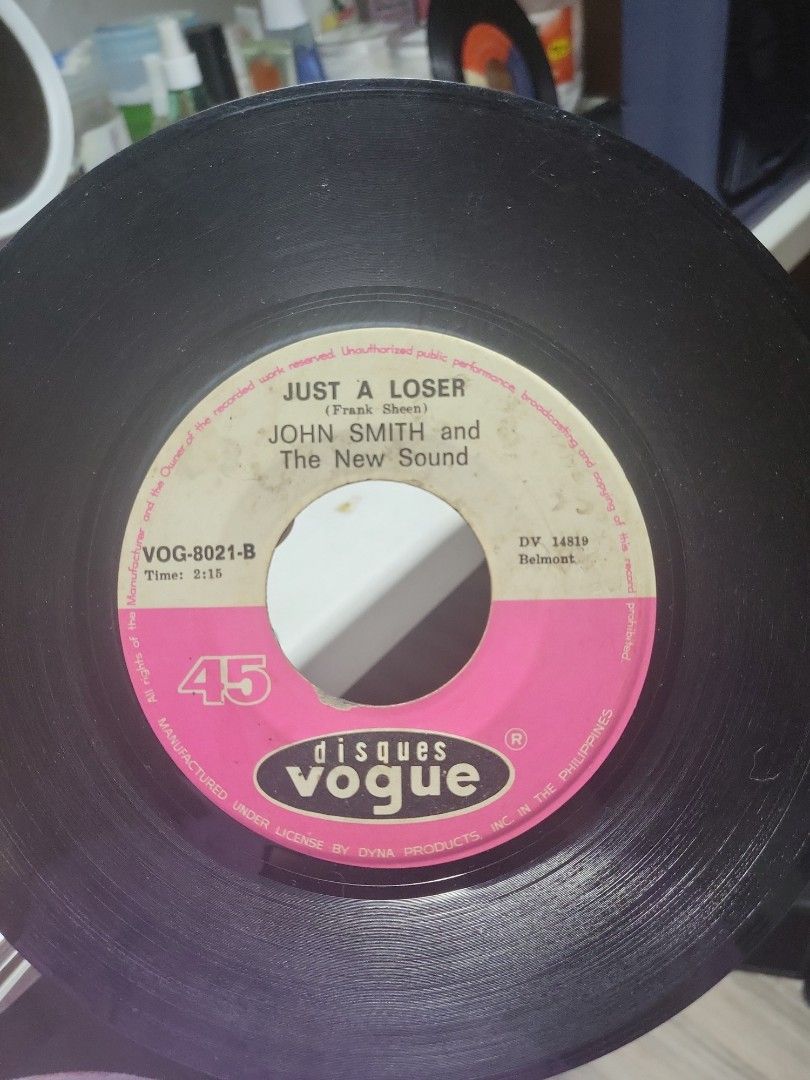 All rights of the Manufacturer and the Owner of the recorded work reserved. Unauthorized public performance, broadcasting and copying of this record prohibited
JUST A LOSER
(Frank Sheen)
JOHN SMITH and
The New Sound
VOG-8021-B
Time: 2:15
DV 14819
Belmont
45
disques
vogue
®
MANUFACTURED UNDER LICENSE BY DYNA PRODUCTS, INC. IN THE PHILIPPINES